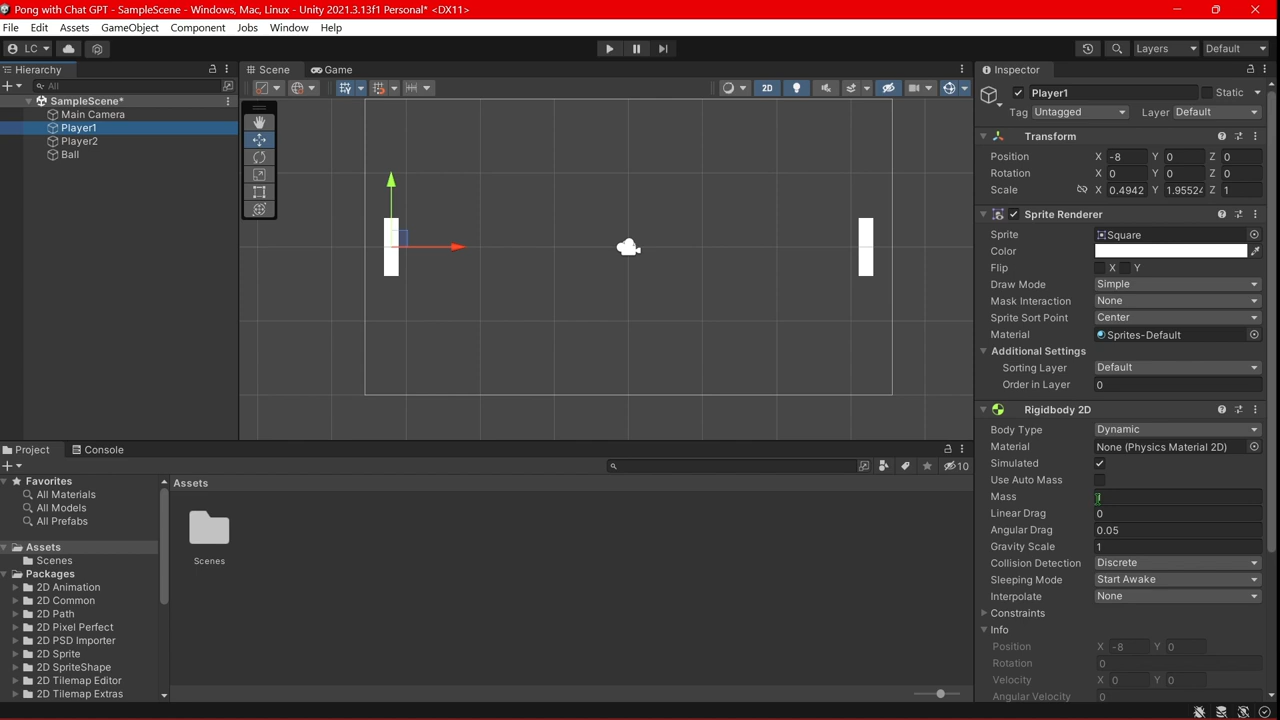 Pong with Chat GPT - SampleScene - Windows, Mac, Linux - Unity 2021.3.13f1 Personal* <DX11>
File Edit Assets GameObject Component Jobs Window Help
LC Layers Default
Hierarchy
All
SampleScene*
Main Camera
Player1
Player2
Ball
Scene Game
2D
Inspector
Player1 Static
Tag Untagged Layer Default
Transform
Position X -8 Y 0 Z 0
Rotation X 0 Y 0 Z 0
Scale X 0.4942 Y 1.95524 Z 1
Sprite Renderer
Sprite Square
Color
Flip X Y
Draw Mode Simple
Mask Interaction None
Sprite Sort Point Center
Material Sprites-Default
Additional Settings
Sorting Layer Default
Order in Layer 0
Rigidbody 2D
Body Type Dynamic
Material None (Physics Material 2D)
Simulated
Use Auto Mass
Mass
Linear Drag 0
Angular Drag 0.05
Gravity Scale 1
Collision Detection Discrete
Sleeping Mode Start Awake
Interpolate None
Constraints
Info
Position X -8 Y 0
Rotation 0
Velocity X 0 Y 0
Angular Velocity 0
Project Console
10
Favorites
All Materials
All Models
All Prefabs
Assets
Scenes
Packages
2D Animation
2D Common
2D Path
2D Pixel Perfect
2D PSD Importer
2D Sprite
2D SpriteShape
2D Tilemap Editor
2D Tilemap Extras
Assets
Scenes